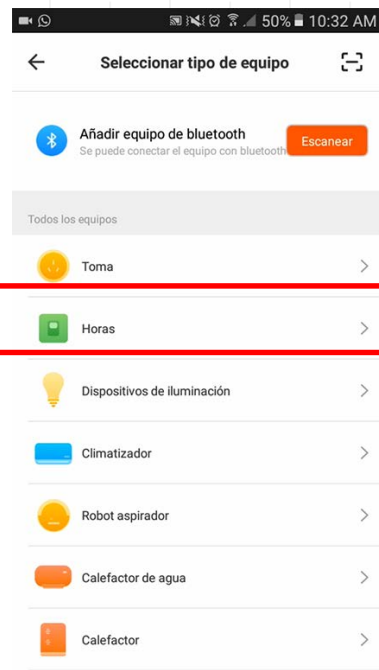 50% 10:32 AM
Seleccionar tipo de equipo
Añadir equipo de bluetooth
Se puede conectar el equipo con bluetooth
Escanear
Todos los equipos
Toma
Horas
Dispositivos de iluminación
Climatizador
Robot aspirador
Calefactor de agua
Calefactor